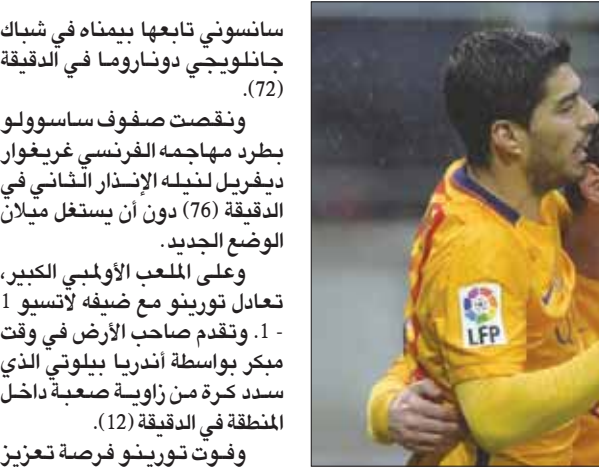 سانسوني تابعها بيمناه في شباك
جانلويجي دوناروما في الدقيقة
(72).
ونقصت صفوف ساسوولو
بطرد مهاجمه الفرنسي غريغوار
ديفريل لنيله الإنذار الثاني في
الدقيقة (76) دون أن يستغل ميلان
الوضع الجديد.
وعلى الملعب الأولمبي الكبير،
تعادل تورينو مع ضيفه لاتسيو 1
- 1. وتقدم صاحب الأرض في وقت
مبكر بواسطة أندريا بيلوتي الذي
سدد كرة من زاوية صعبة داخل
المنطقة في الدقيقة (12).
وفوت تورينو فرصة تعزيز
LFP